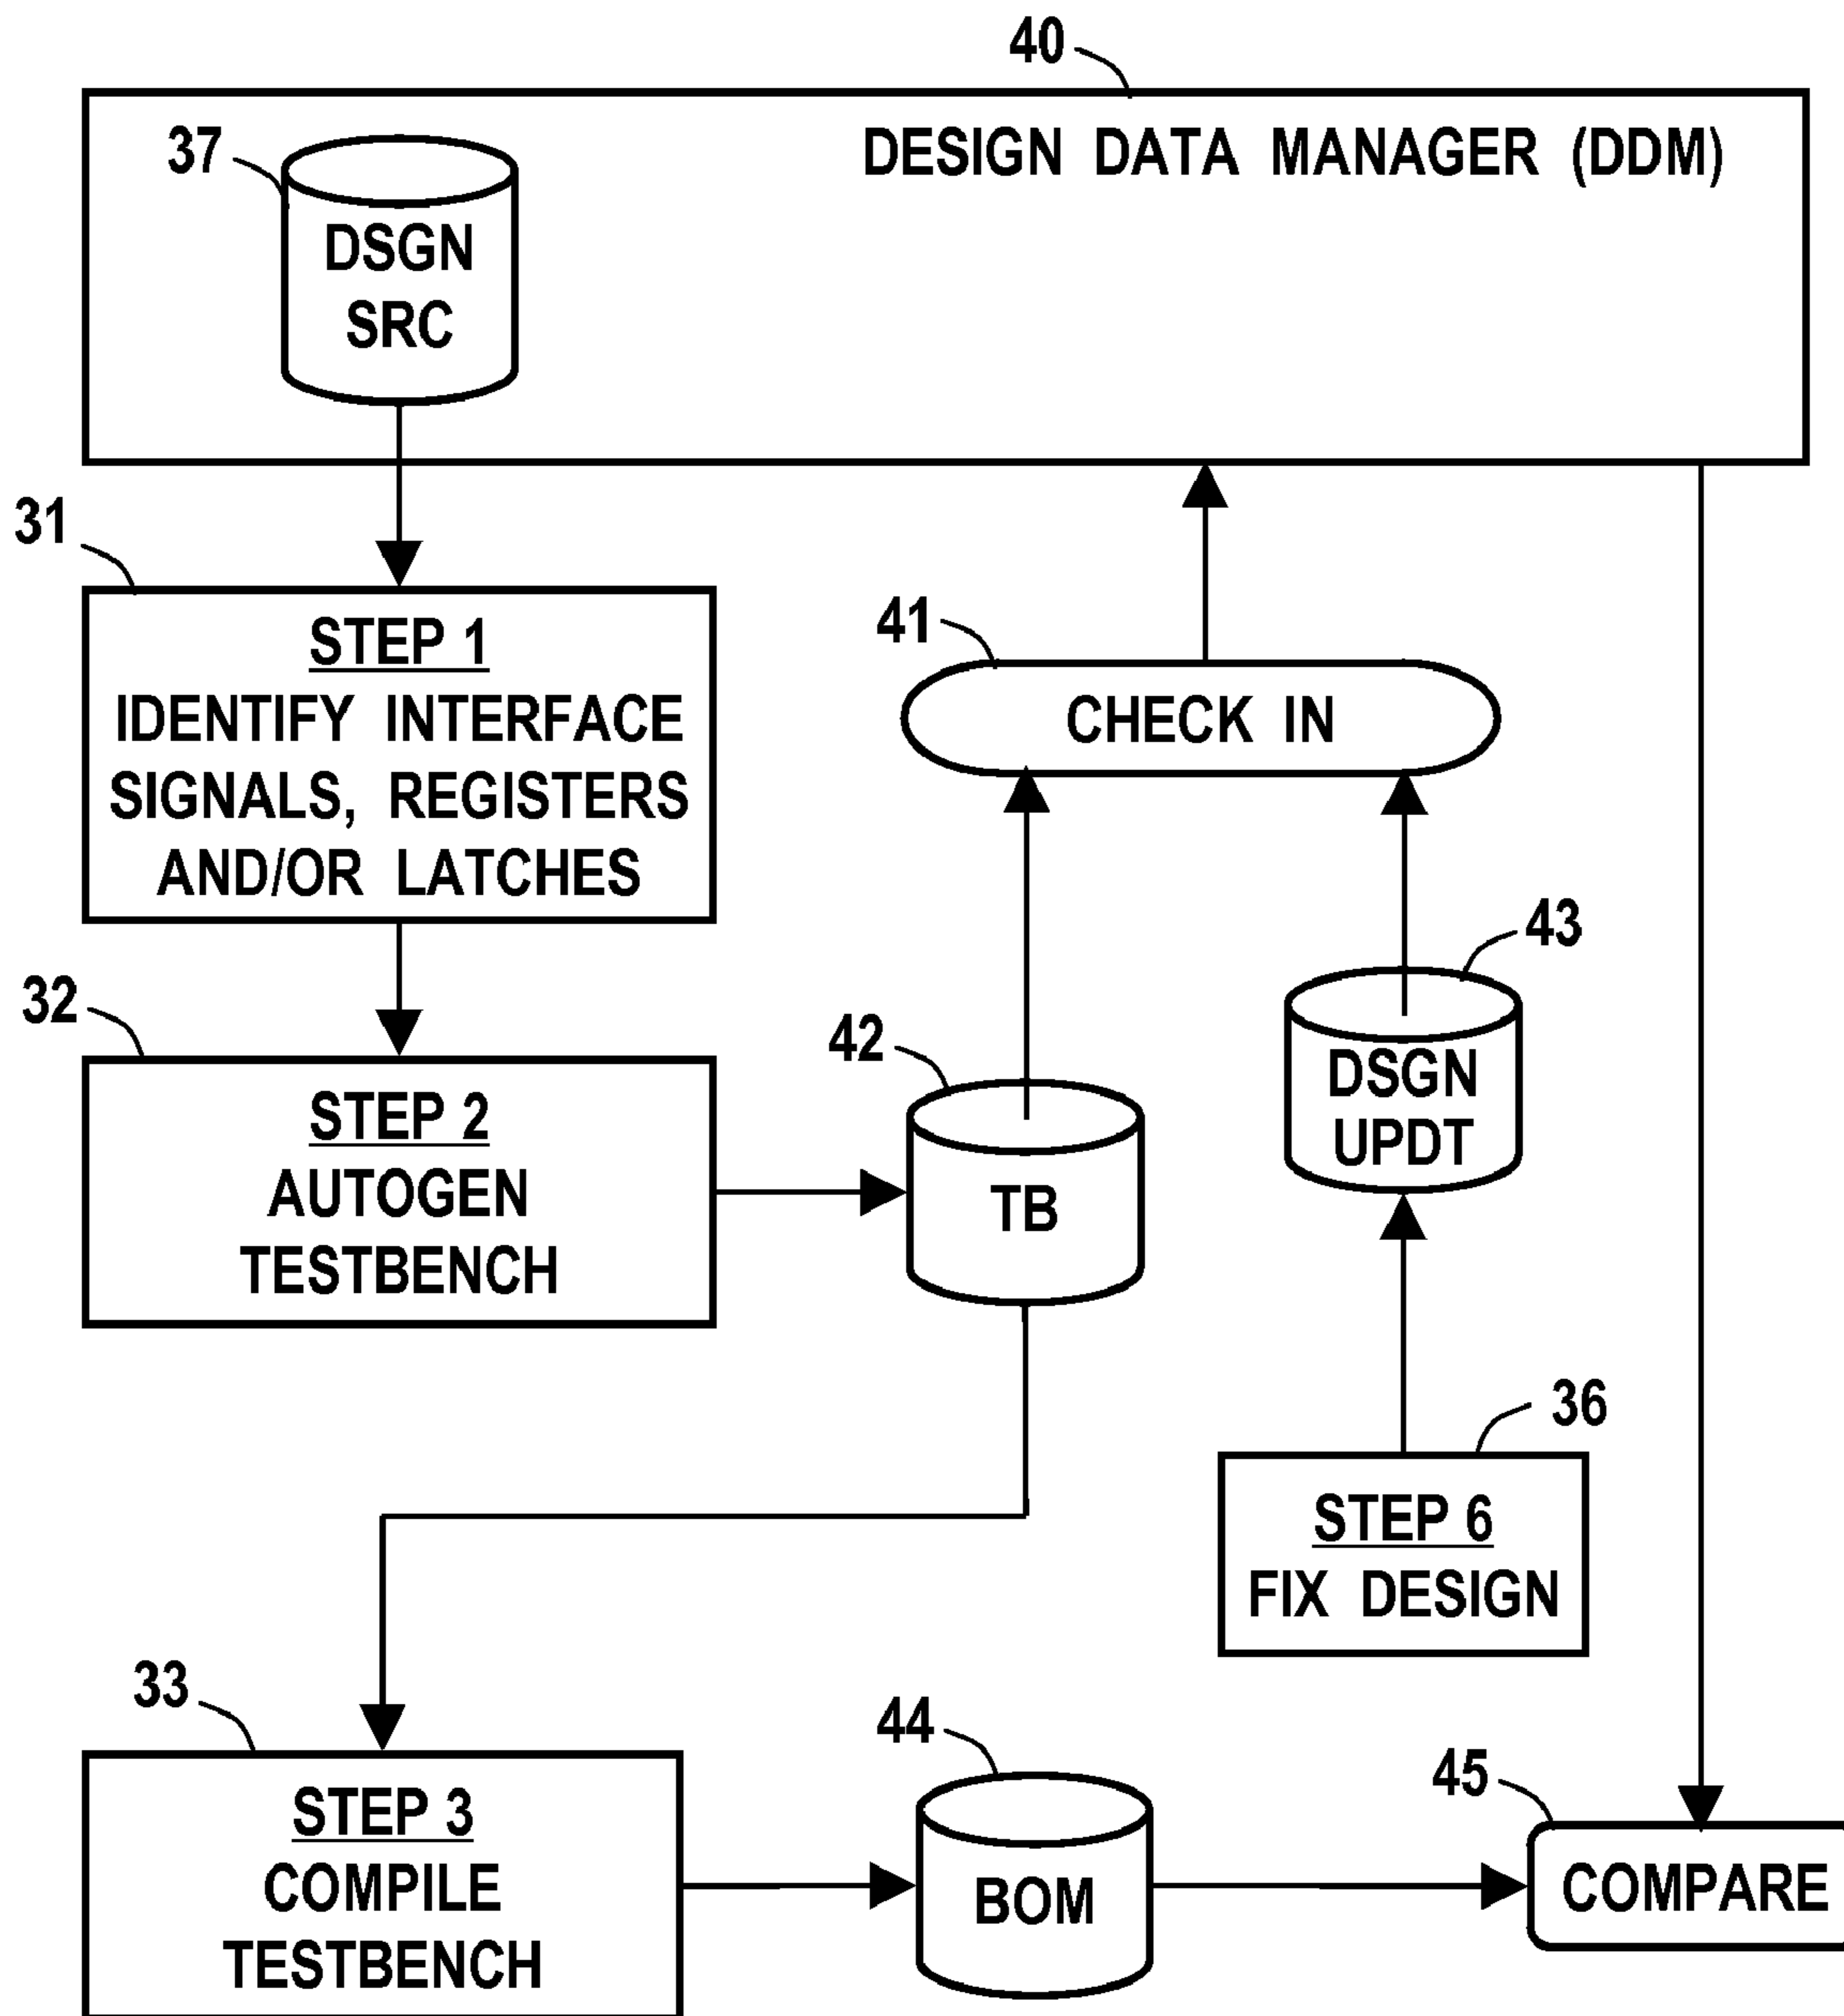 40
DESIGN DATA MANAGER (DDM)
37
DSGN
SRC
31
STEP 1
IDENTIFY INTERFACE
SIGNALS, REGISTERS
AND/OR LATCHES
41
CHECK IN
43
DSGN
UPDT
32
STEP 2
AUTOGEN
TESTBENCH
42
TB
36
STEP 6
FIX DESIGN
33
STEP 3
COMPILE
TESTBENCH
44
BOM
45
COMPARE